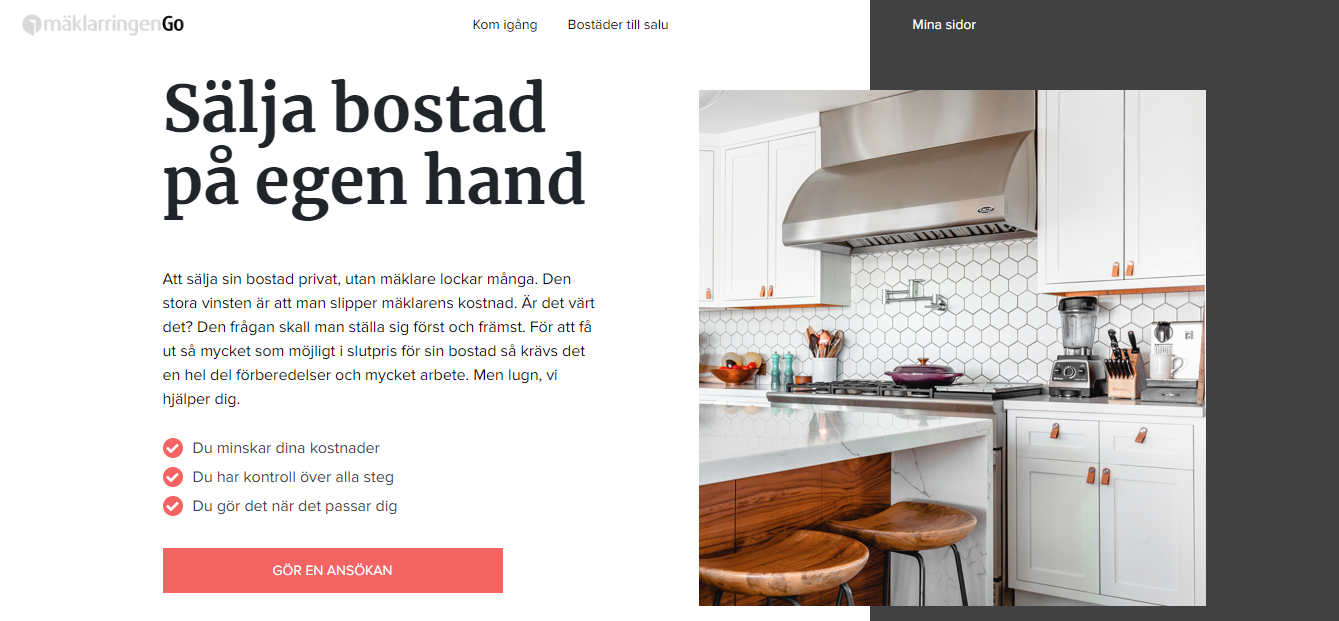 mäklarringenGo
Kom igång
Bostäder till salu
Mina sidor
Sälja bostad
på egen hand
Att sälja sin bostad privat, utan mäklare lockar många. Den
stora vinsten är att man slipper mäklarens kostnad. Är det värt
det? Den frågan skall man ställa sig först och främst. För att få
ut så mycket som möjligt i slutpris för sin bostad så krävs det
en hel del förberedelser och mycket arbete. Men lugn, vi
hjälper dig.
Du minskar dina kostnader
Du har kontroll över alla steg
Du gör det när det passar dig
GÖR EN ANSÖKAN